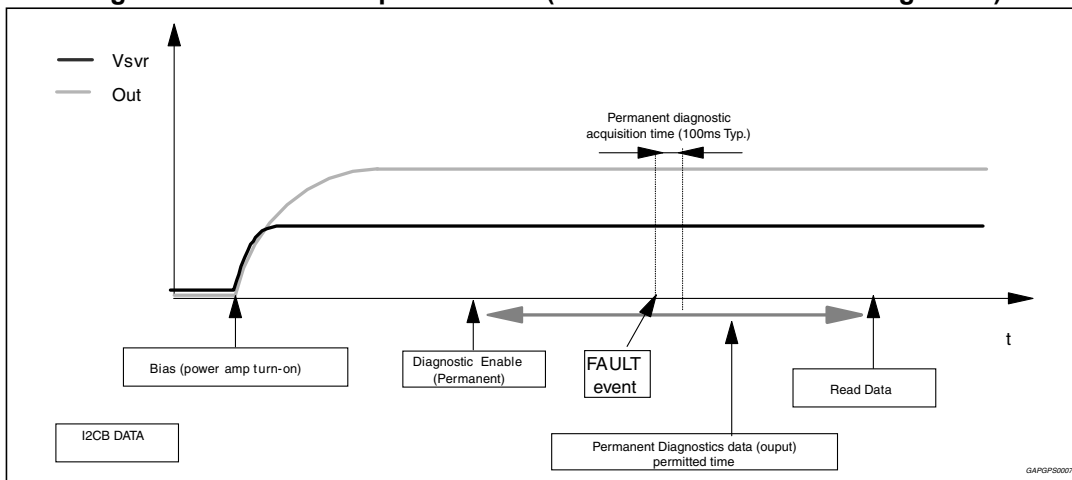 Vsvr
Out
Permanent diagnostic
acquisition time (100ms Typ.)
t
Bias (power amp turn-on)
Diagnostic Enable
(Permanent)
FAULT
event
Read Data
I2CB DATA
Permanent Diagnostics data (ouput)
permitted time
GAPGPS0007